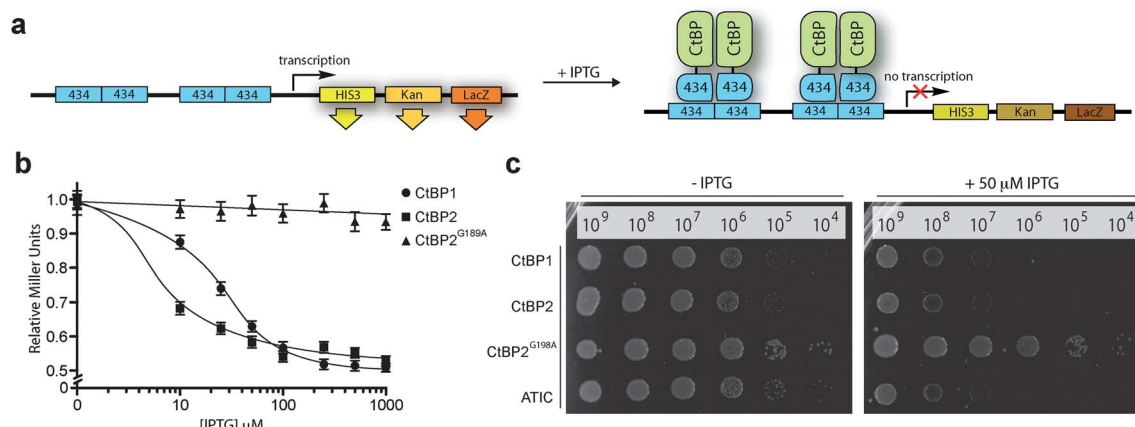 a
transcription
434 434 434 434 HIS3 Kan LacZ
+ IPTG
CtBP CtBP CtBP CtBP
434 434 434 434
no transcription
434 434 434 434 HIS3 Kan LacZ
b
Relative Miller Units
1.0
0.9
0.8
0.7
0.6
0.5
0
0 10 100 1000
[IPTG] µM
CtBP1
CtBP2
CtBP2G189A
c
- IPTG
+ 50 µM IPTG
10⁹ 10⁸ 10⁷ 10⁶ 10⁵ 10⁴
10⁹ 10⁸ 10⁷ 10⁶ 10⁵ 10⁴
CtBP1
CtBP2
CtBP2G198A
ATIC